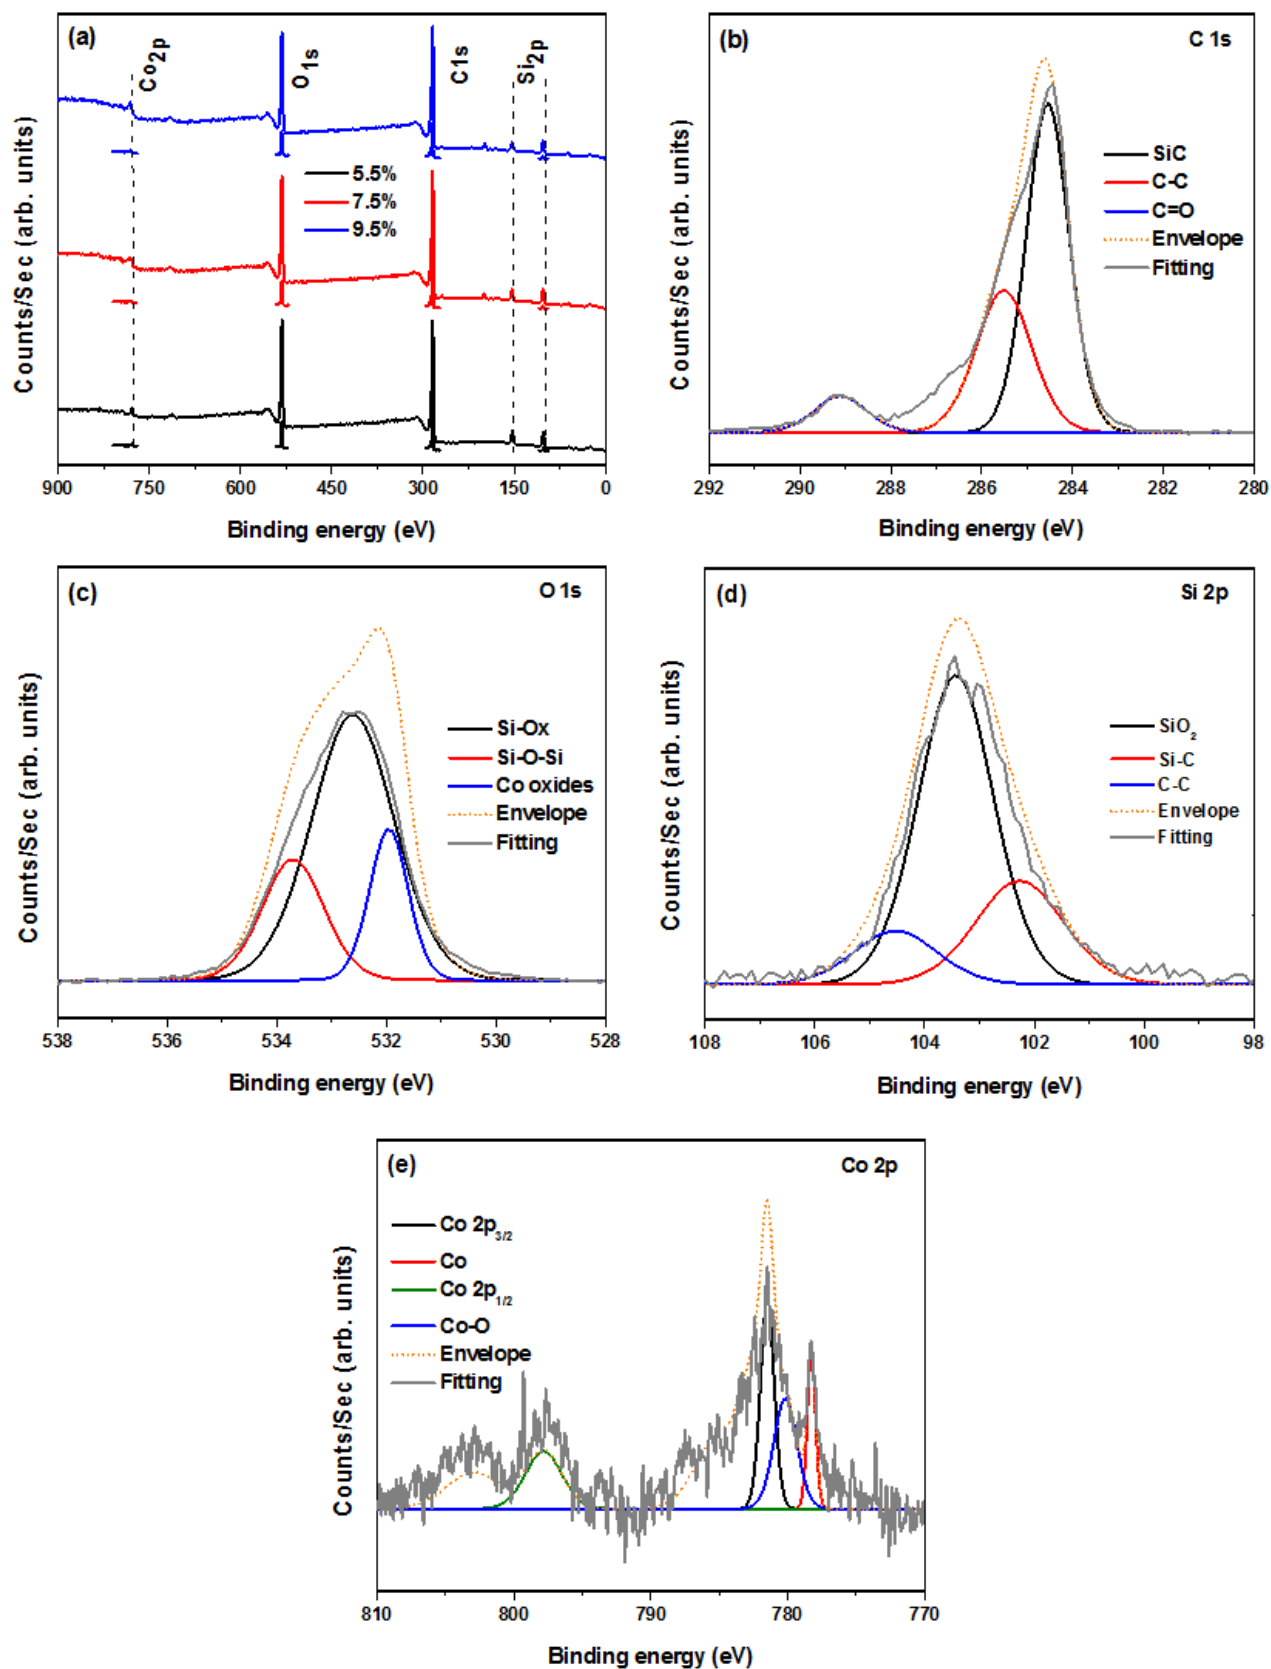 (a)
Co2p
O1s
C1s
Si2p
5.5%
7.5%
9.5%
Counts/Sec (arb. units)
900 750 600 450 300 150 0
Binding energy (eV)
(b)
C 1s
SiC
C-C
C=O
Envelope
Fitting
Counts/Sec (arb. units)
292 290 288 286 284 282 280
Binding energy (eV)
(c)
O 1s
Si-Ox
Si-O-Si
Co oxides
Envelope
Fitting
Counts/Sec (arb. units)
538 536 534 532 530 528
Binding energy (eV)
(d)
Si 2p
SiO2
Si-C
C-C
Envelope
Fitting
Counts/Sec (arb. units)
108 106 104 102 100 98
Binding energy (eV)
(e)
Co 2p
Co 2p3/2
Co
Co 2p1/2
Co-O
Envelope
Fitting
Counts/Sec (arb. units)
810 800 790 780 770
Binding energy (eV)